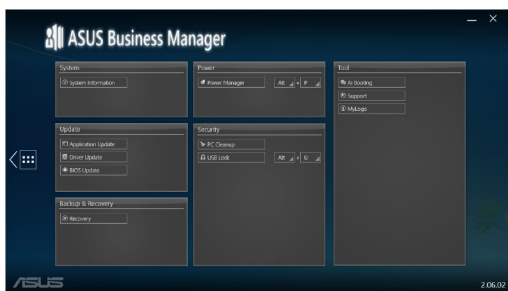 ASUS Business Manager
System
System Information
Power
Power Manager Alt + P
Tool
Ai Booting
Support
MyLogo
Update
Application Update
Driver Update
BIOS Update
Security
PC Cleanup
USB Lock Alt + U
Backup & Recovery
Recovery
ASUS
2.06.02